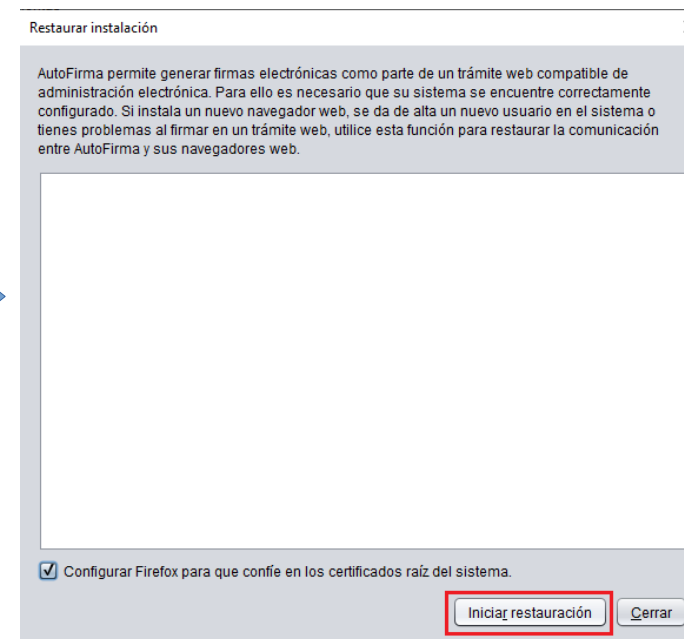 Restaurar instalación
AutoFirma permite generar firmas electrónicas como parte de un trámite web compatible de
administración electrónica. Para ello es necesario que su sistema se encuentre correctamente
configurado. Si instala un nuevo navegador web, se da de alta un nuevo usuario en el sistema o
tienes problemas al firmar en un trámite web, utilice esta función para restaurar la comunicación
entre AutoFirma y sus navegadores web.
Configurar Firefox para que confíe en los certificados raíz del sistema.
Iniciar restauración
Cerrar